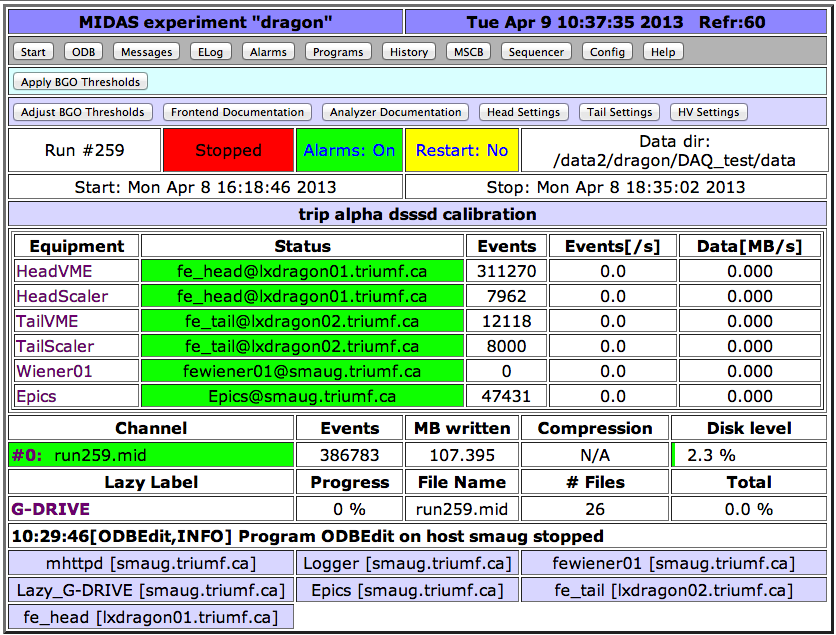 MIDAS experiment "dragon" Tue Apr 9 10:37:35 2013 Refr:60
Start ODB Messages ELog Alarms Programs History MSCB Sequencer Config Help
Apply BGO Thresholds
Adjust BGO Thresholds Frontend Documentation Analyzer Documentation Head Settings Tail Settings HV Settings
Run #259 Stopped Alarms: On Restart: No Data dir:
/data2/dragon/DAQ_test/data
Start: Mon Apr 8 16:18:46 2013 Stop: Mon Apr 8 18:35:02 2013
trip alpha dsssd calibration
Equipment Status Events Events[/s] Data[MB/s]
HeadVME fe_head@lxdragon01.triumf.ca 311270 0.0 0.000
HeadScaler fe_head@lxdragon01.triumf.ca 7962 0.0 0.000
TailVME fe_tail@lxdragon02.triumf.ca 12118 0.0 0.000
TailScaler fe_tail@lxdragon02.triumf.ca 8000 0.0 0.000
Wiener01 fewiener01@smaug.triumf.ca 0 0.0 0.000
Epics Epics@smaug.triumf.ca 47431 0.0 0.000
Channel Events MB written Compression Disk level
#0: run259.mid 386783 107.395 N/A 2.3 %
Lazy Label Progress File Name # Files Total
G-DRIVE 0 % run259.mid 26 0.0 %
10:29:46[ODBEdit,INFO] Program ODBEdit on host smaug stopped
mhttpd [smaug.triumf.ca] Logger [smaug.triumf.ca] fewiener01 [smaug.triumf.ca]
Lazy_G-DRIVE [smaug.triumf.ca] Epics [smaug.triumf.ca] fe_tail [lxdragon02.triumf.ca]
fe_head [lxdragon01.triumf.ca]